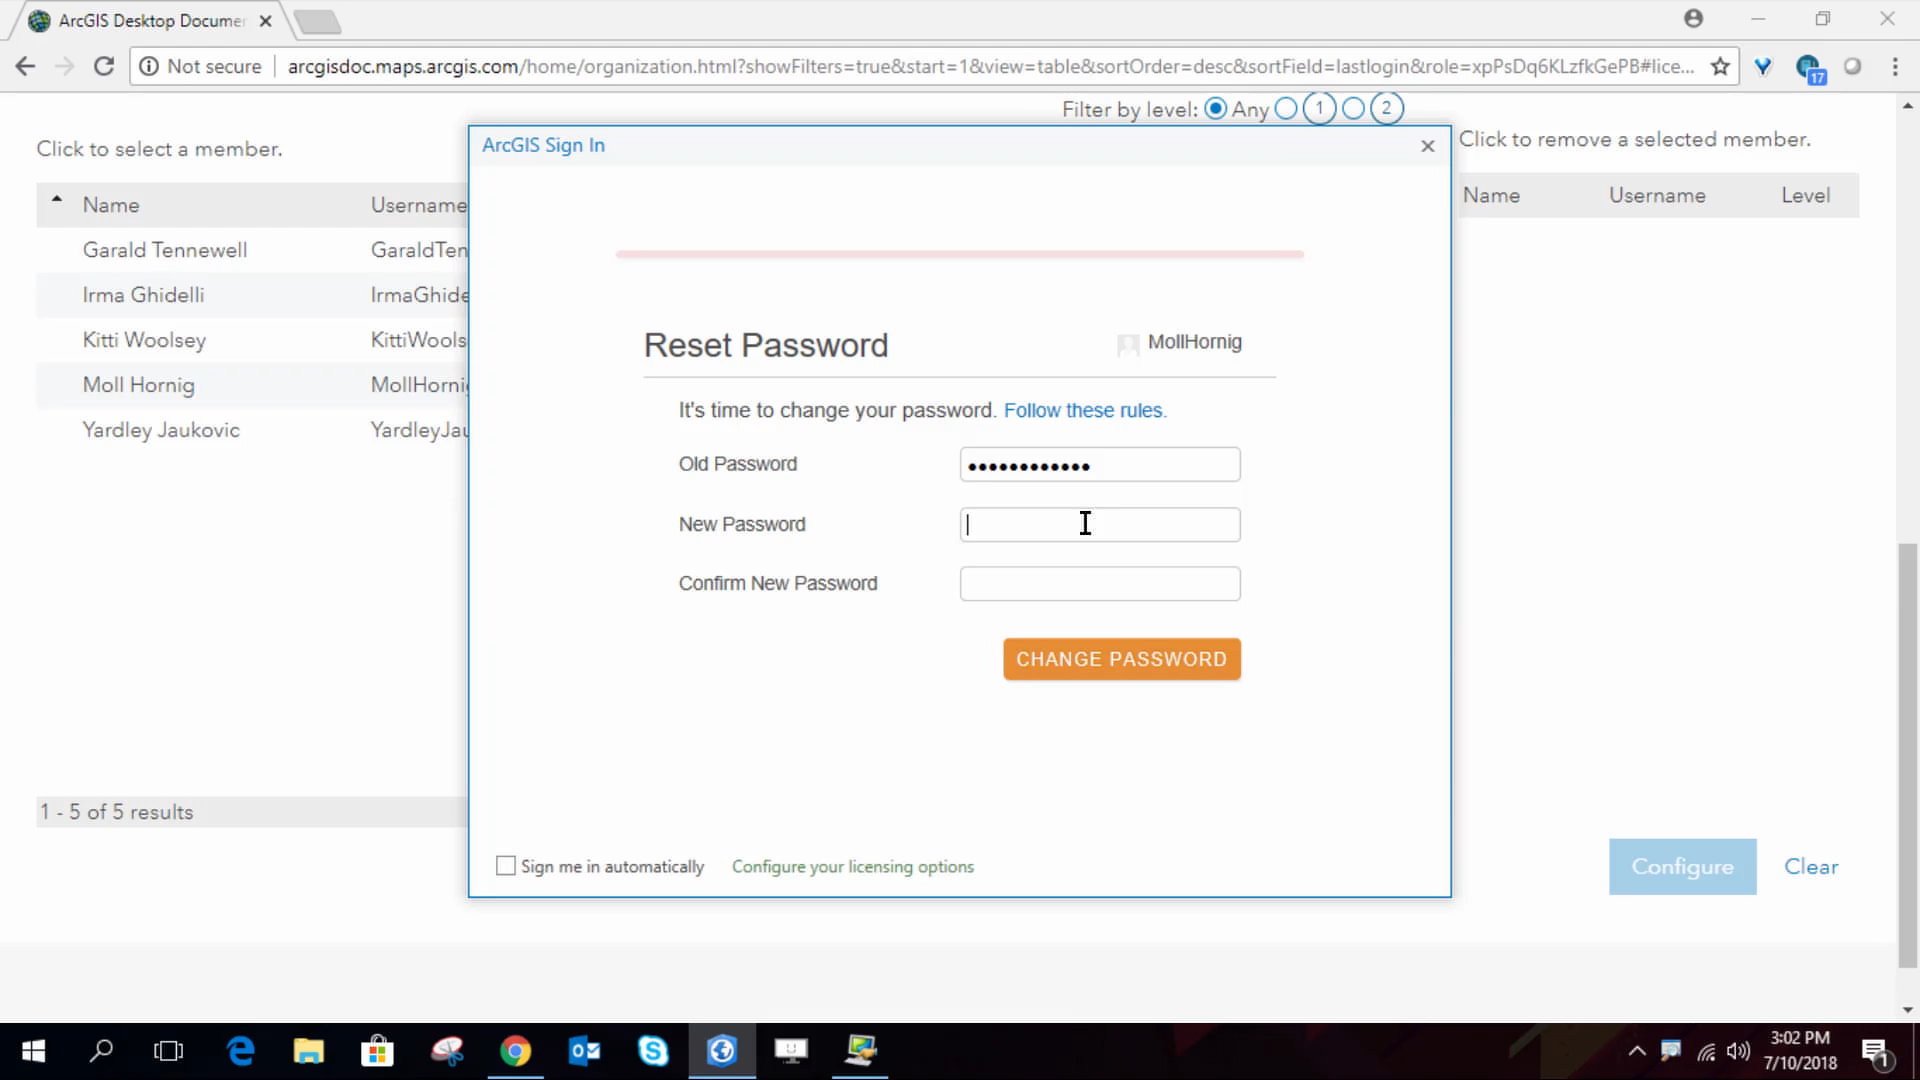 ArcGIS Desktop Documer
Not secure
arcgisdoc.maps.arcgis.com/home/organization.html?showFilters=true&start=1&view=table&sortOrder=desc&sortField=lastlogin&role=xpPsDq6KLzfkGePB#lice...
17
Filter by level: Any 1 2
Click to select a member.
ArcGIS Sign In
Click to remove a selected member.
Name Username
Name Username Level
Garald Tennewell GaraldTen
Irma Ghidelli IrmaGhide
Kitti Woolsey KittiWools
Moll Hornig MollHornig
Yardley Jaukovic YardleyJau
Reset Password
MollHornig
It's time to change your password. Follow these rules.
Old Password
New Password
Confirm New Password
CHANGE PASSWORD
1 - 5 of 5 results
Sign me in automatically
Configure your licensing options
Configure
Clear
3:02 PM
7/10/2018
1